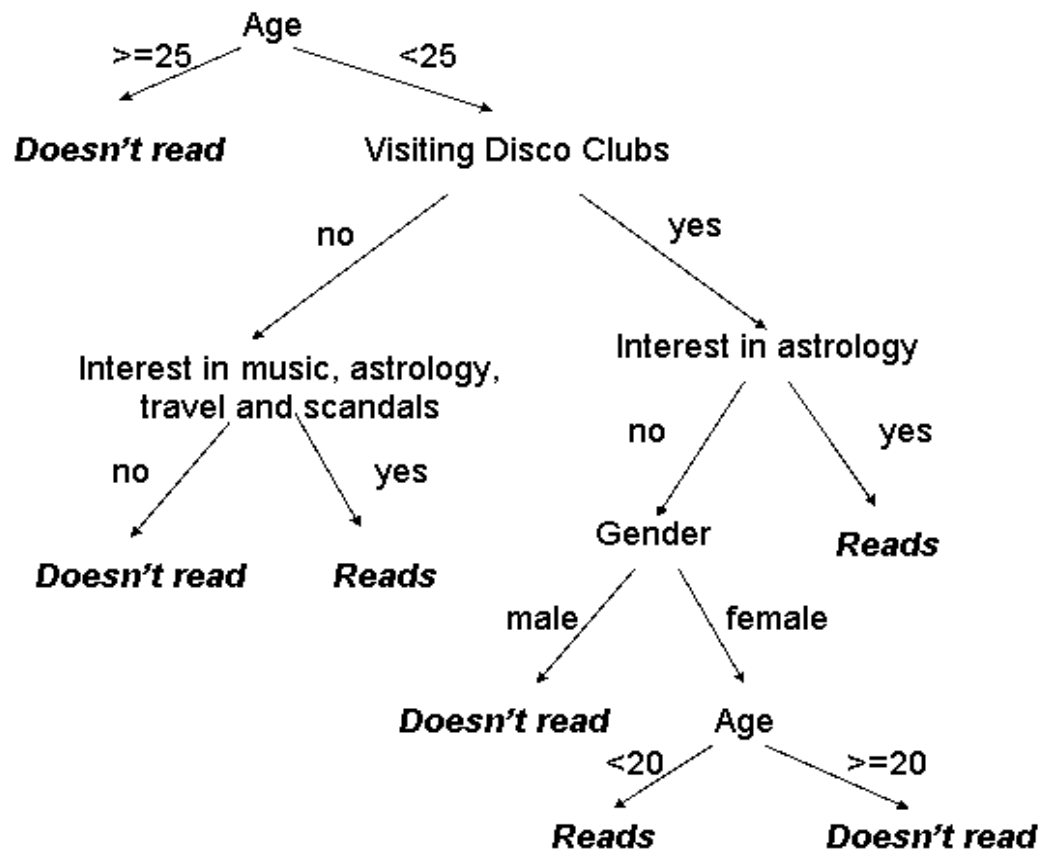 Age
>=25
<25
Doesn't read
Visiting Disco Clubs
no
yes
Interest in music, astrology,
travel and scandals
Interest in astrology
no
yes
no
yes
Doesn't read
Reads
Gender
Reads
male
female
Doesn't read
Age
<20
>=20
Reads
Doesn't read